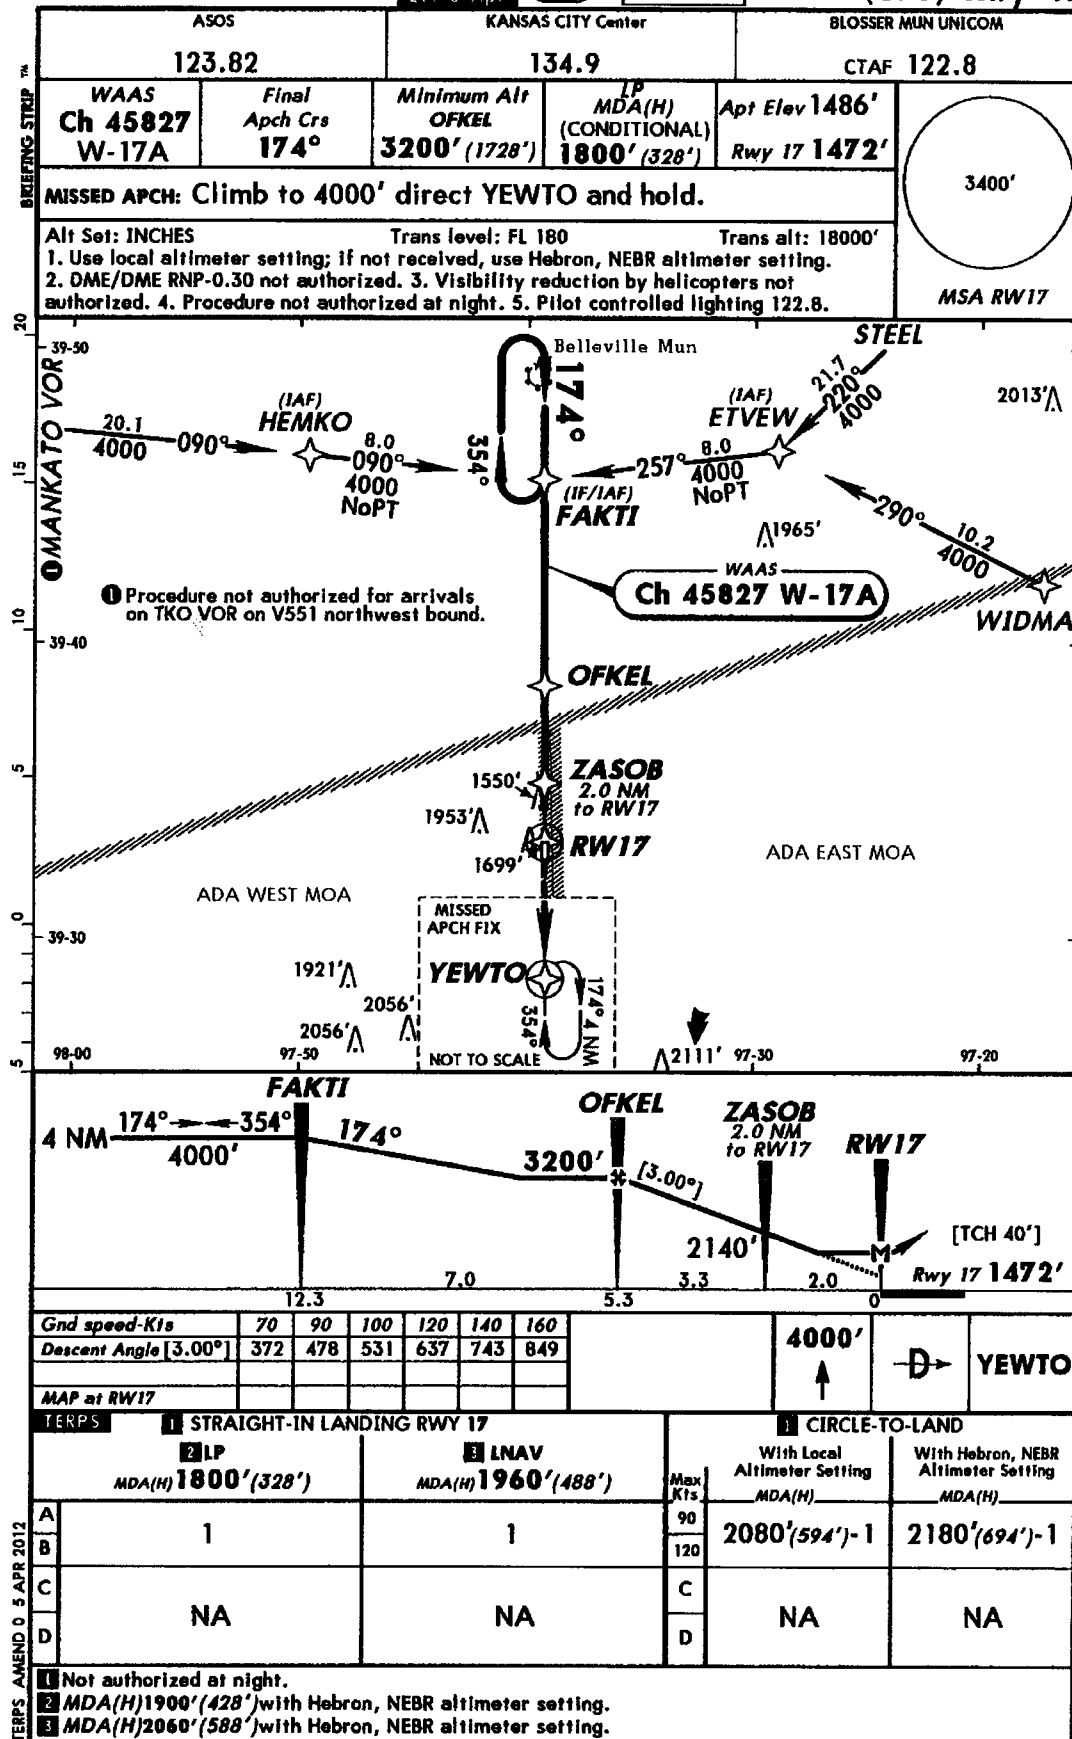 ASOS
123.82
KANSAS CITY Center
134.9
BLOSSER MUN UNICOM
CTAF 122.8
BRIEFING STRIP TM
WAAS
Ch 45827
W-17A
Final
Apch Crs
174°
Minimum Alt
OFKEL
3200' (1728')
LP
MDA(H)
(CONDITIONAL)
1800' (328')
Apt Elev 1486'
Rwy 17 1472'
3400'
MSA RW17
MISSED APCH: Climb to 4000' direct YEWTO and hold.
Alt Set: INCHES Trans level: FL 180 Trans alt: 18000'
1. Use local altimeter setting; if not received, use Hebron, NEBR altimeter setting.
2. DME/DME RNP-0.30 not authorized. 3. Visibility reduction by helicopters not
authorized. 4. Procedure not authorized at night. 5. Pilot controlled lighting 122.8.
20
15
10
5
0
5
39-50
39-40
39-30
98-00
97-50
97-30
97-20
1 MANKATO VOR
20.1
4000
090°
(IAF)
HEMKO
8.0
090°
4000
NoPT
Belleville Mun
174°
354°
(IF/IAF)
FAKTI
(IAF)
ETVEW
8.0
257°
4000
NoPT
STEEL
21.7
220°
4000
2013'
1965'
290°
10.2
4000
WIDMA
WAAS
Ch 45827 W-17A
1 Procedure not authorized for arrivals
on TKO VOR on V551 northwest bound.
OFKEL
ZASOB
2.0 NM
to RW17
1550'
1953'
RW17
1699'
ADA EAST MOA
ADA WEST MOA
MISSED
APCH FIX
YEWTO
174° 4 NM
354°
NOT TO SCALE
1921'
2056'
2056'
2111'
FAKTI
OFKEL
ZASOB
2.0 NM
to RW17
RW17
4 NM
174°
354°
4000'
174°
3200'
[3.00°]
2140'
M
[TCH 40']
Rwy 17 1472'
7.0
3.3
2.0
12.3
5.3
0
Gnd speed-Kts 70 90 100 120 140 160
Descent Angle [3.00°] 372 478 531 637 743 849
MAP at RW17
4000'
D
YEWTO
TERPS
1 STRAIGHT-IN LANDING RWY 17
1 CIRCLE-TO-LAND
2 LP
MDA(H) 1800' (328')
3 LNAV
MDA(H) 1960' (488')
Max
Kts
With Local
Altimeter Setting
MDA(H)
With Hebron, NEBR
Altimeter Setting
MDA(H)
A
B
C
D
1
1
90
120
2080' (594')-1
2180' (694')-1
NA
NA
C
D
NA
NA
TERPS AMEND 0 5 APR 2012
1 Not authorized at night.
2 MDA(H) 1900' (428') with Hebron, NEBR altimeter setting.
3 MDA(H) 2060' (588') with Hebron, NEBR altimeter setting.